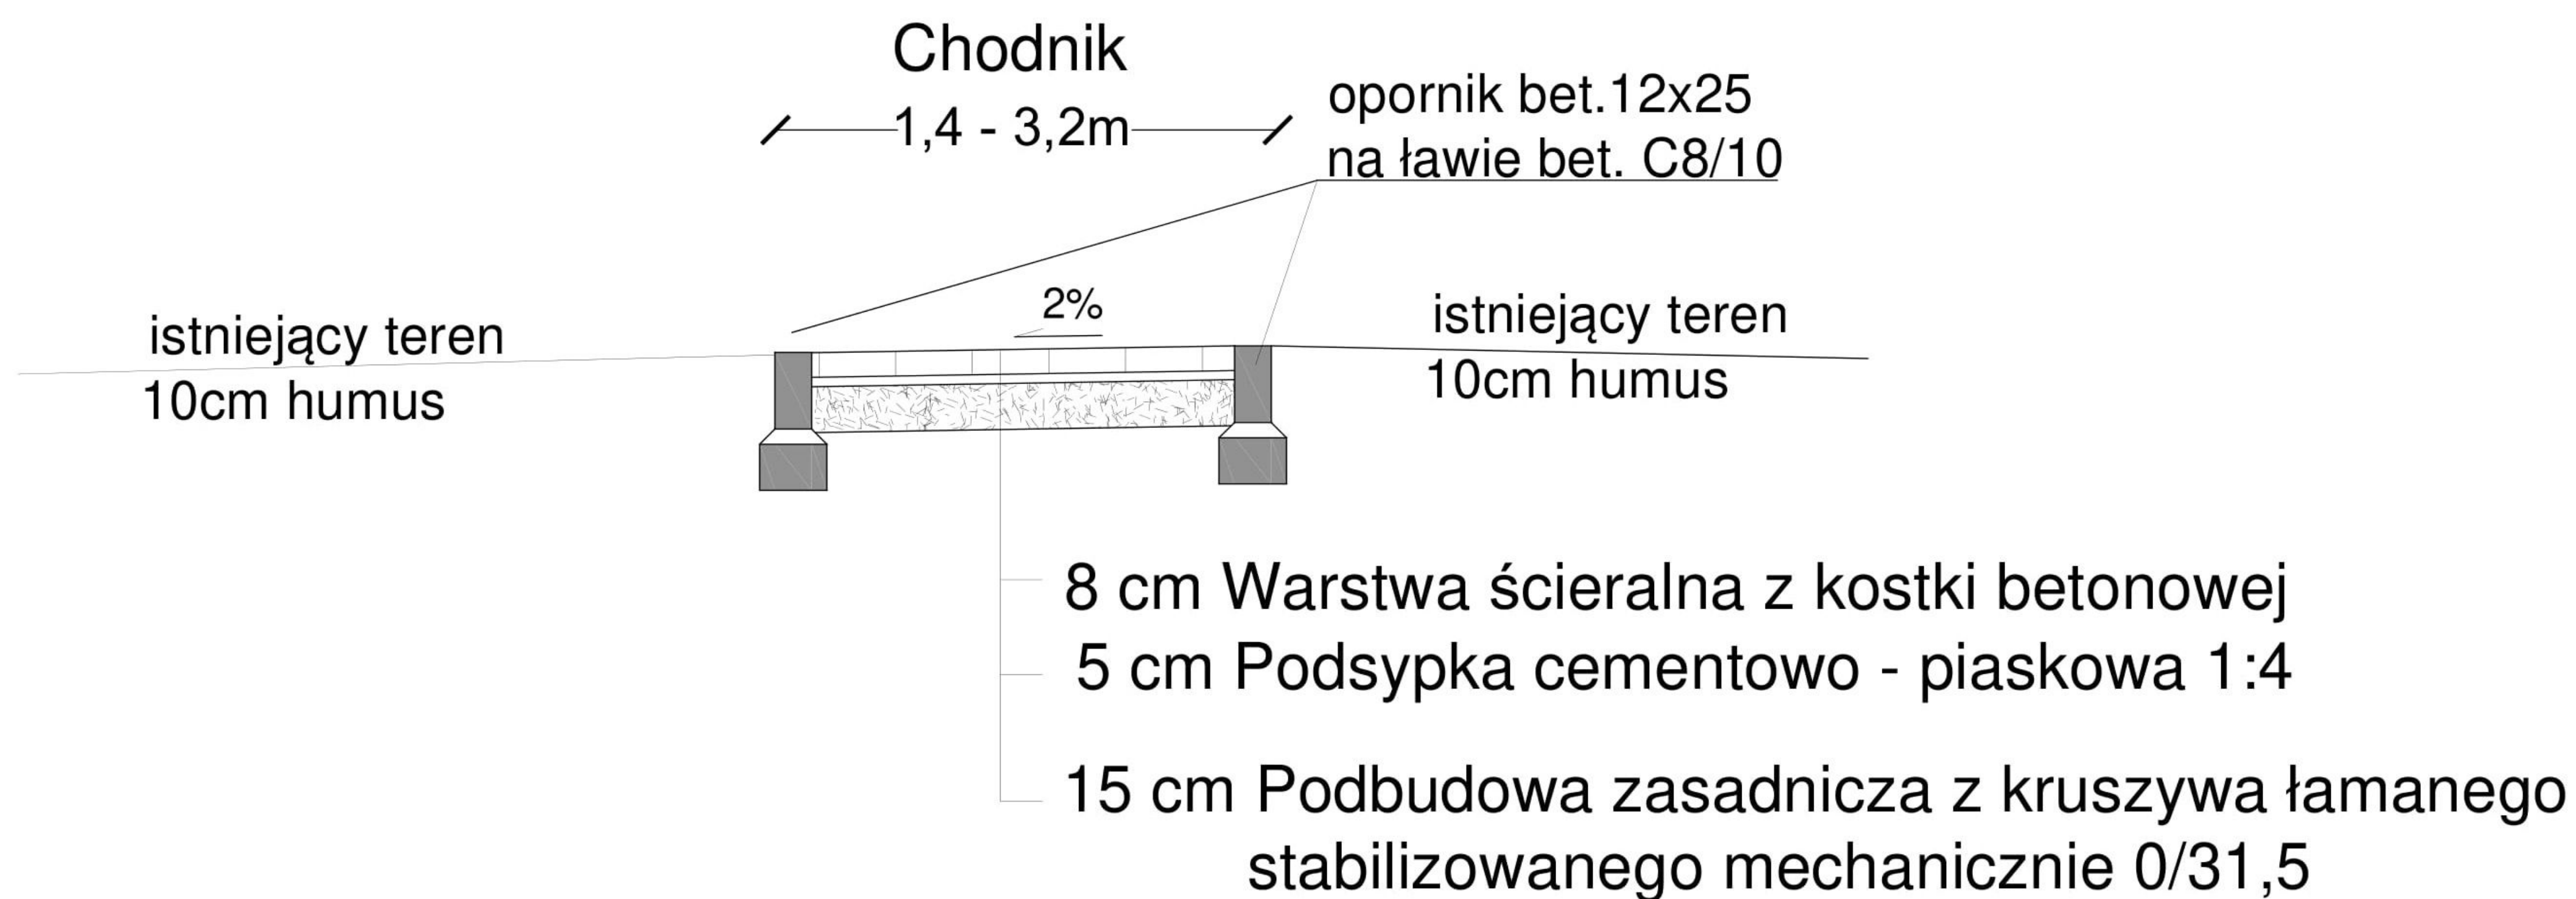 Chodnik
1,4 - 3,2m
opornik bet.12x25
na ławie bet. C8/10
2%
istniejący teren
10cm humus
istniejący teren
10cm humus
8 cm Warstwa ścieralna z kostki betonowej
5 cm Podsypka cementowo - piaskowa 1:4
15 cm Podbudowa zasadnicza z kruszywa łamanego
stabilizowanego mechanicznie 0/31,5